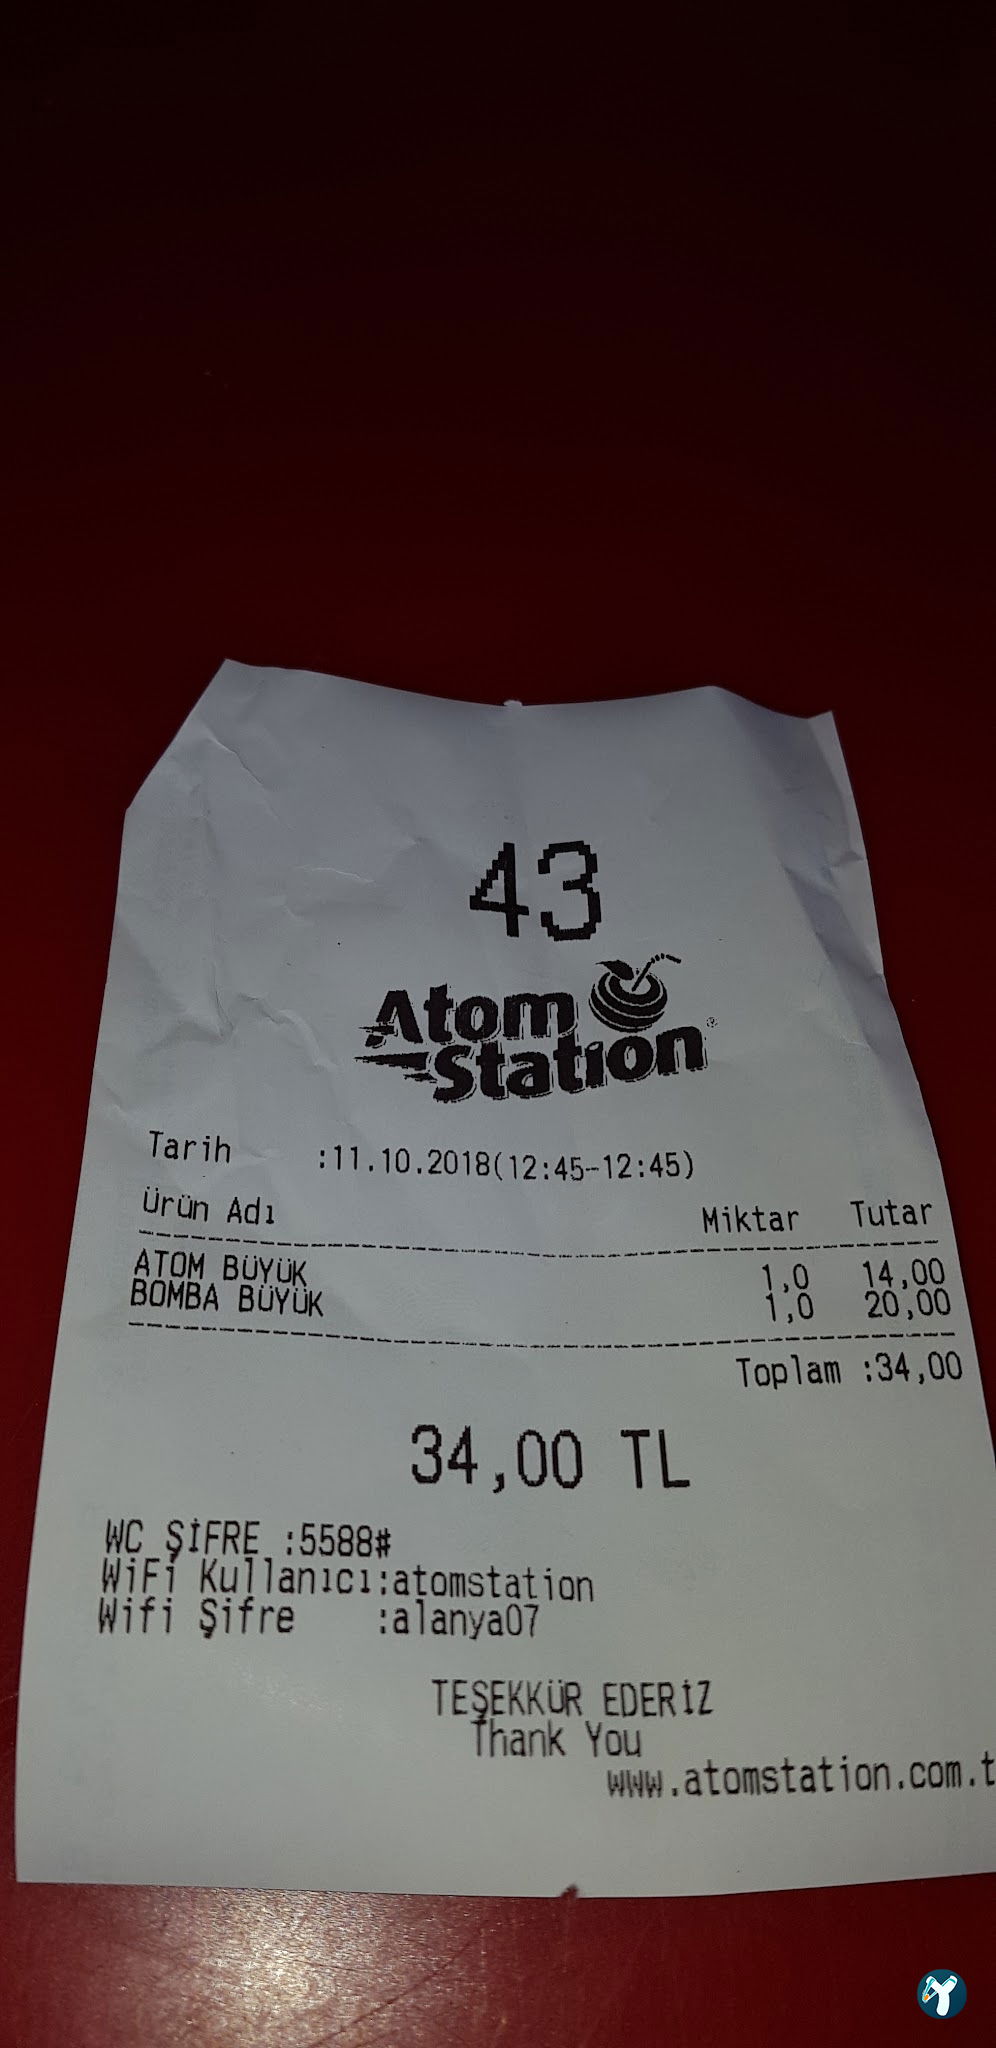 43
Atom
Station
Tarih :11.10.2018(12:45-12:45)
Ürün Adı Miktar Tutar
ATOM BÜYÜK 1,0 14,00
BOMBA BÜYÜK 1,0 20,00
Toplam :34,00
34,00 TL
WC ŞİFRE :5588#
WiFi Kullanıcı:atomstation
Wifi Şifre :alanya07
TEŞEKKÜR EDERİZ
Thank You
www.atomstation.com.t